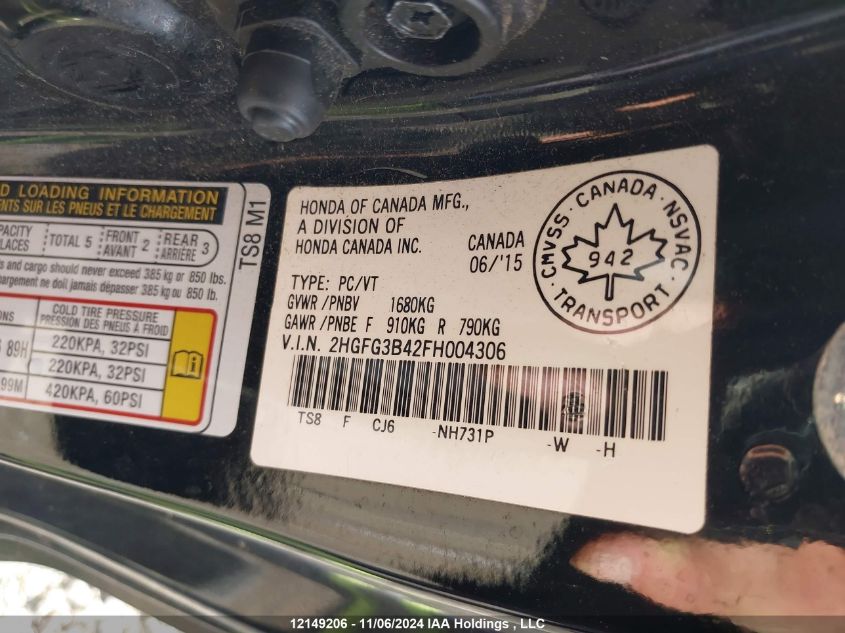 D LOADING INFORMATION
ENTS SUR LES PNEUS ET LE CHARGEMENT
TOTAL 5 FRONT AVANT 2 REAR ARRIÈRE 3
and cargo should never exceed 385 kg or 850 lbs.
ne doit jamais dépasser 385 kg ou 850 lb.
COLD TIRE PRESSURE
PRESSION DES PNEUS À FROID
89H 220KPA, 32PSI
220KPA, 32PSI
99M 420KPA, 60PSI
TS8 M1
HONDA OF CANADA MFG.,
A DIVISION OF
HONDA CANADA INC.
CANADA
06/'15
TYPE: PC/VT
GVWR /PNBV 1680KG
GAWR /PNBE F 910KG R 790KG
V.I.N. 2HGFG3B42FH004306
TS8 F CJ6 -NH731P -W -H
CMVSS · CANADA · NSVAC
942
· TRANSPORT ·
12149206 - 11/06/2024 IAA Holdings , LLC